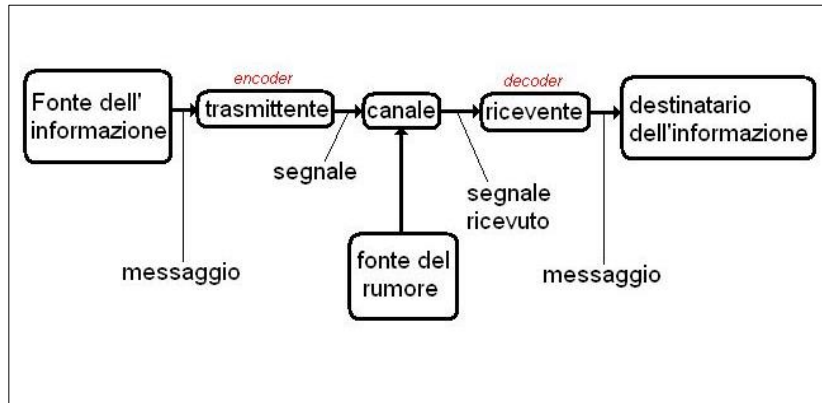 encoder
decoder
Fonte dell'
informazione
trasmittente
canale
ricevente
destinatario
dell'informazione
segnale
segnale
ricevuto
messaggio
fonte del
rumore
messaggio